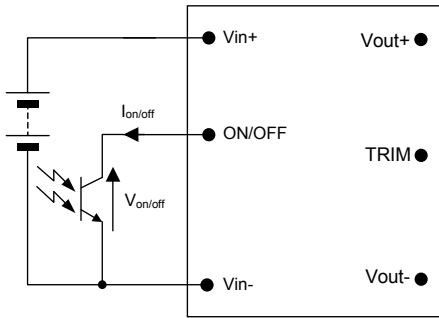 Vin+
Vout+
Ion/off
ON/OFF
TRIM
Von/off
Vout-
Vin-